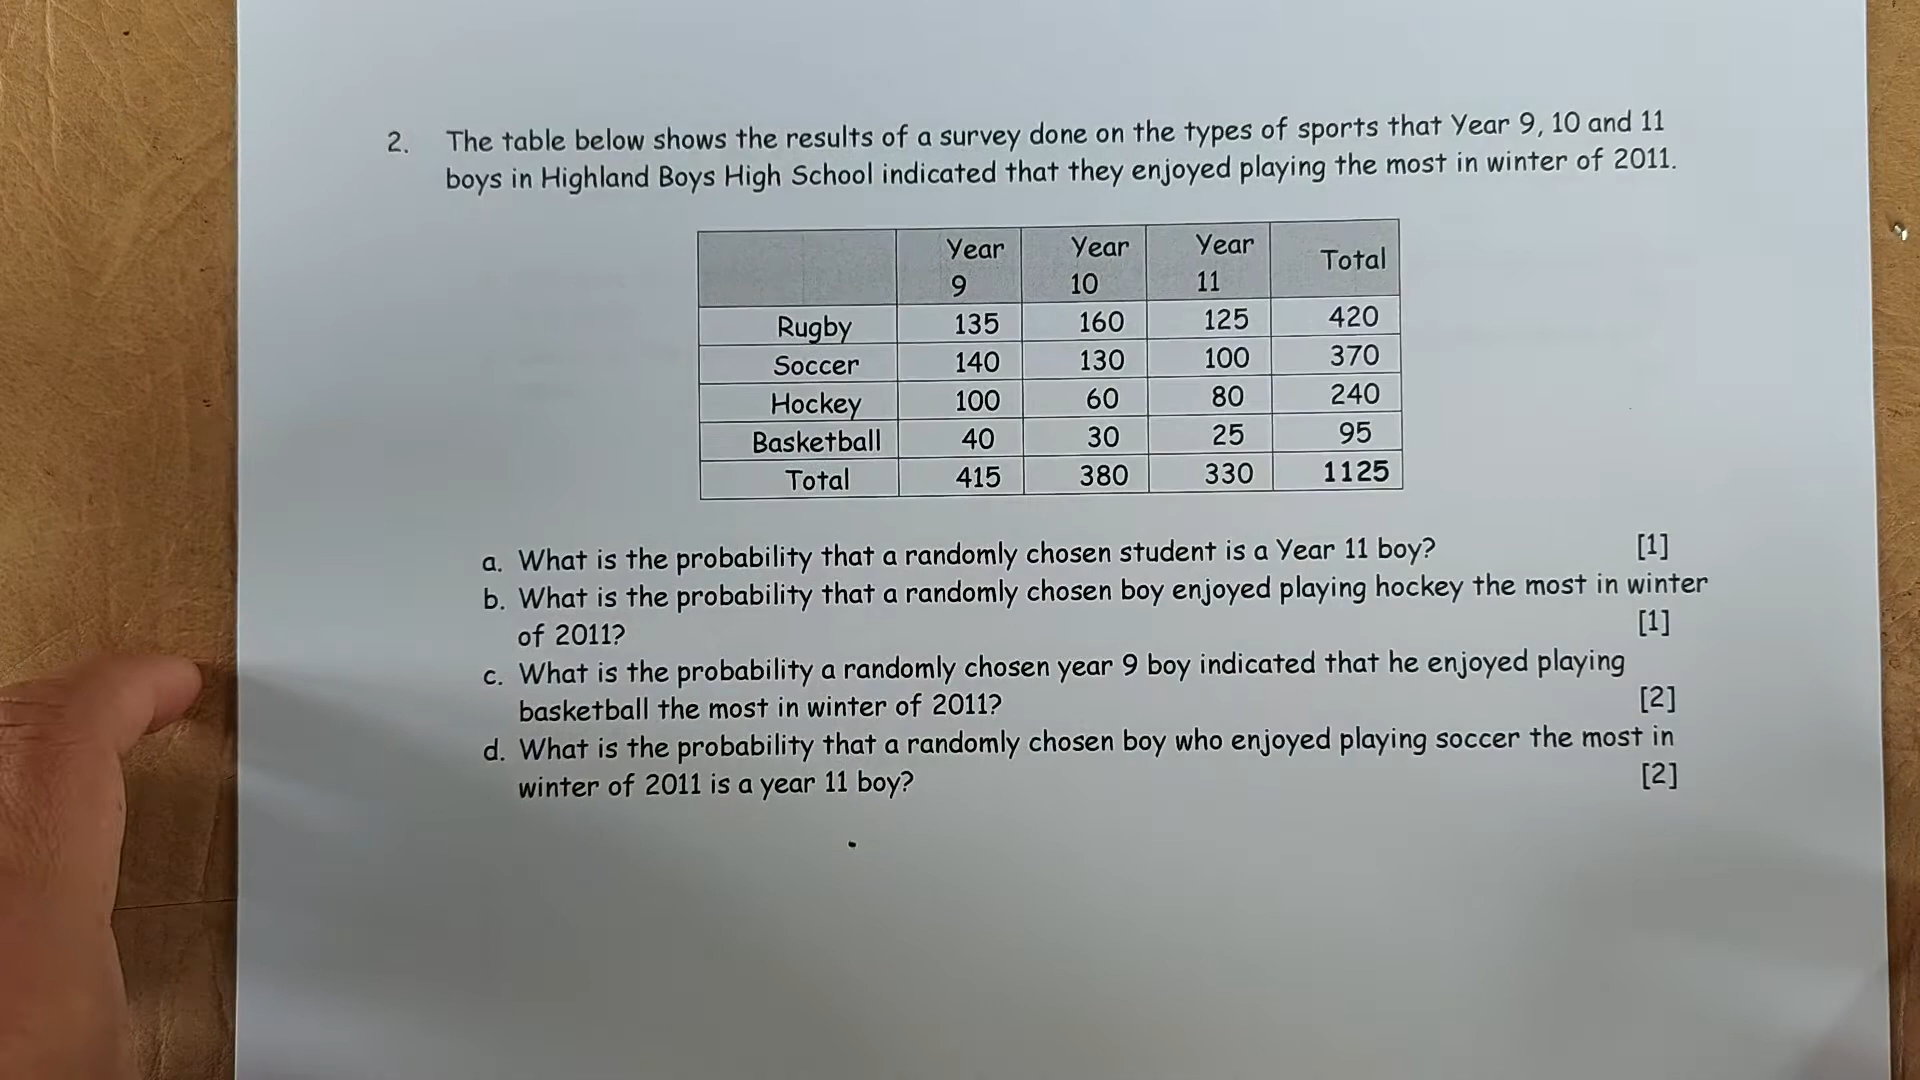 2. The table below shows the results of a survey done on the types of sports that Year 9, 10 and 11
boys in Highland Boys High School indicated that they enjoyed playing the most in winter of 2011.
Year 9 Year 10 Year 11 Total
Rugby 135 160 125 420
Soccer 140 130 100 370
Hockey 100 60 80 240
Basketball 40 30 25 95
Total 415 380 330 1125
a. What is the probability that a randomly chosen student is a Year 11 boy? [1]
b. What is the probability that a randomly chosen boy enjoyed playing hockey the most in winter
of 2011? [1]
c. What is the probability a randomly chosen year 9 boy indicated that he enjoyed playing
basketball the most in winter of 2011? [2]
d. What is the probability that a randomly chosen boy who enjoyed playing soccer the most in
winter of 2011 is a year 11 boy? [2]